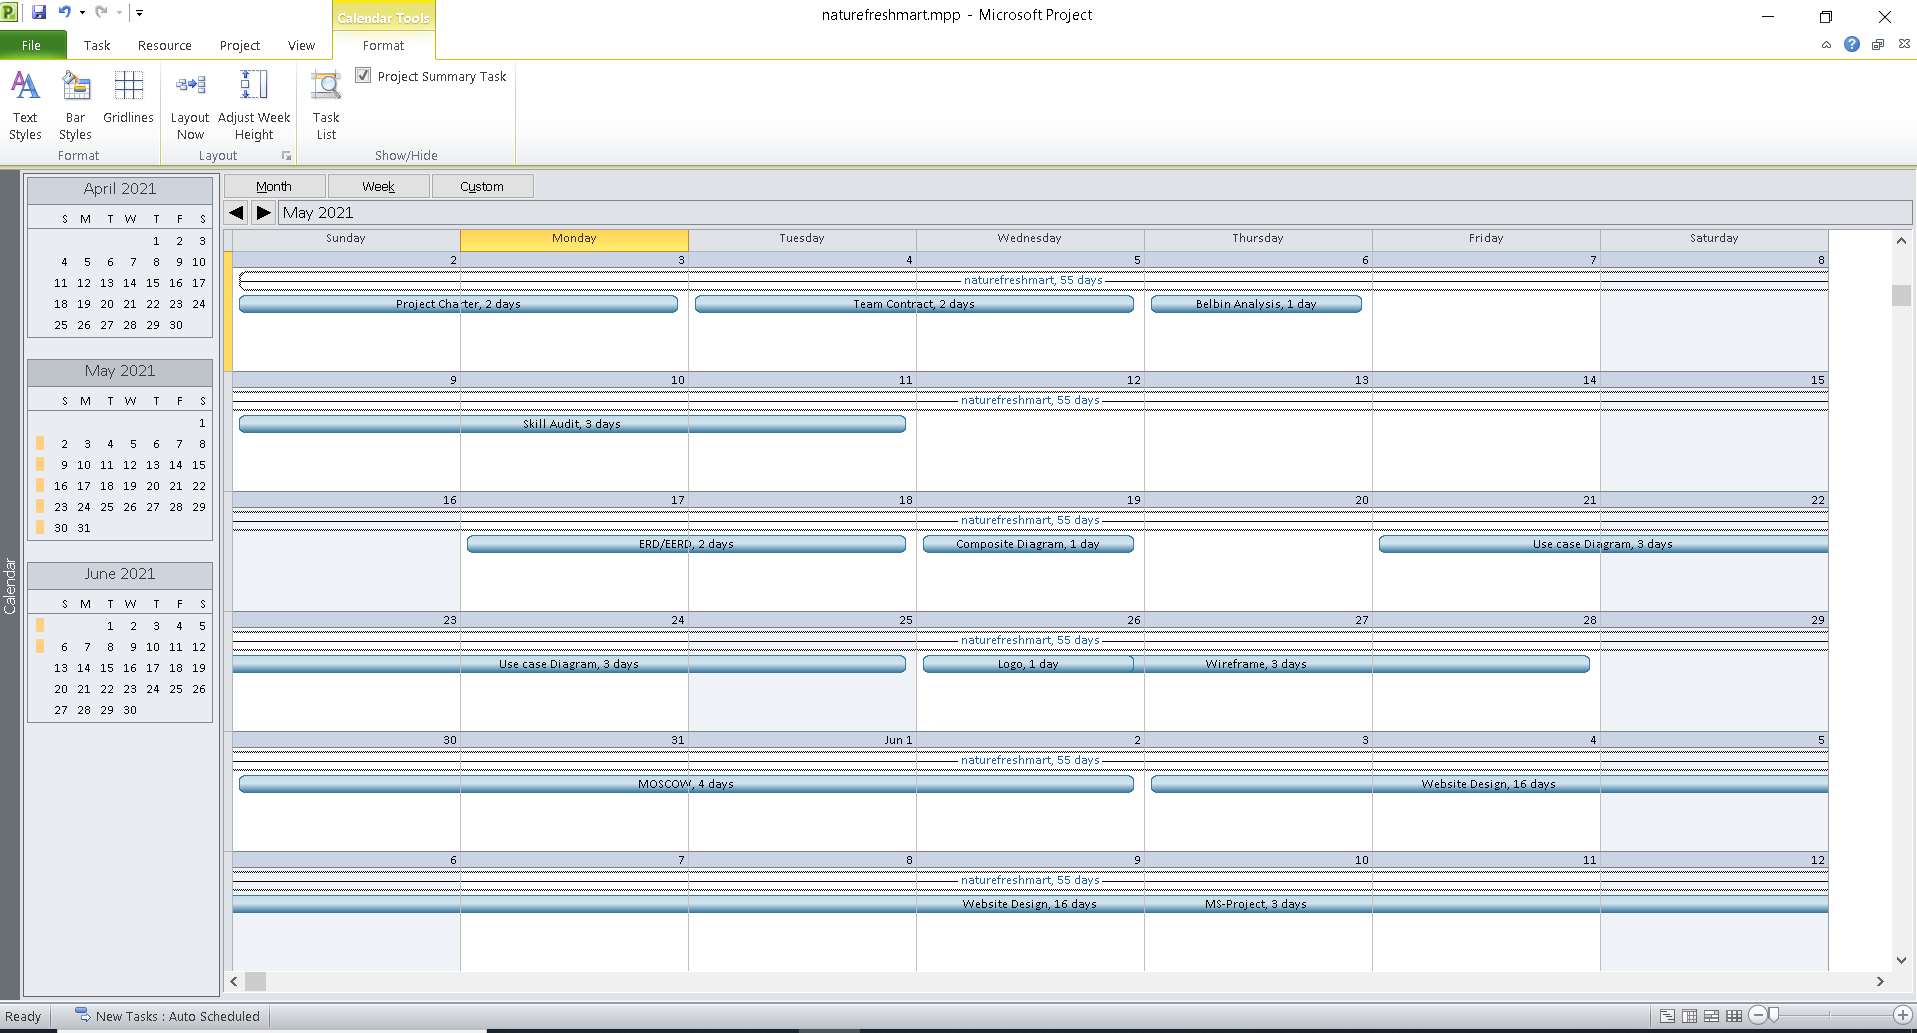 naturefreshmart.mpp - Microsoft Project
Calendar Tools
File Task Resource Project View Format
Project Summary Task
Text Styles
Bar Styles
Gridlines
Layout Now
Adjust Week Height
Task List
Format Layout Show/Hide
Calendar
April 2021
S M T W T F S
1 2 3
4 5 6 7 8 9 10
11 12 13 14 15 16 17
18 19 20 21 22 23 24
25 26 27 28 29 30
May 2021
S M T W T F S
1
2 3 4 5 6 7 8
9 10 11 12 13 14 15
16 17 18 19 20 21 22
23 24 25 26 27 28 29
30 31
June 2021
S M T W T F S
1 2 3 4 5
6 7 8 9 10 11 12
13 14 15 16 17 18 19
20 21 22 23 24 25 26
27 28 29 30
Month Week Custom
May 2021
Sunday Monday Tuesday Wednesday Thursday Friday Saturday
2 3 4 5 6 7 8
naturefreshmart, 55 days
Project Charter, 2 days Team Contract, 2 days Belbin Analysis, 1 day
9 10 11 12 13 14 15
naturefreshmart, 55 days
Skill Audit, 3 days
16 17 18 19 20 21 22
naturefreshmart, 55 days
ERD/EERD, 2 days Composite Diagram, 1 day Use case Diagram, 3 days
23 24 25 26 27 28 29
naturefreshmart, 55 days
Use case Diagram, 3 days Logo, 1 day Wireframe, 3 days
30 31 Jun 1 2 3 4 5
naturefreshmart, 55 days
MOSCOW, 4 days Website Design, 16 days
6 7 8 9 10 11 12
naturefreshmart, 55 days
Website Design, 16 days MS-Project, 3 days
Ready New Tasks : Auto Scheduled